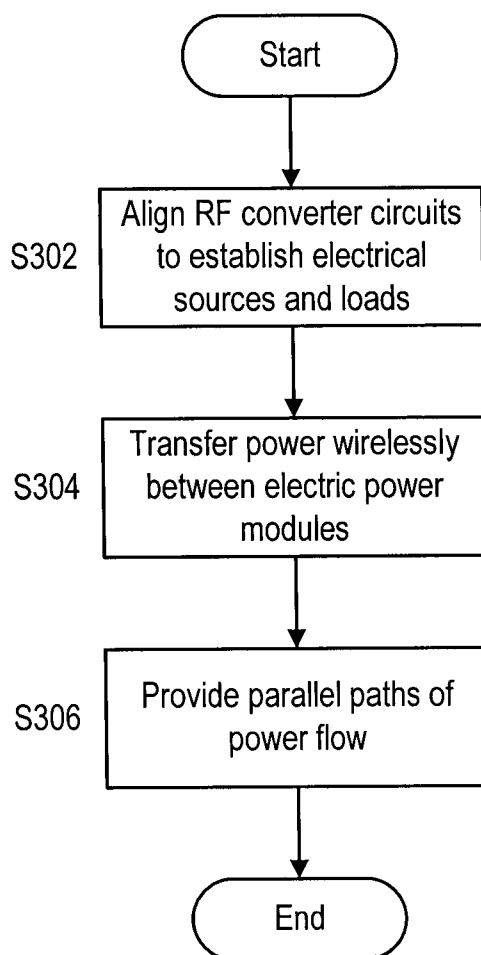 Start
S302
Align RF converter circuits
to establish electrical
sources and loads
S304
Transfer power wirelessly
between electric power
modules
S306
Provide parallel paths of
power flow
End